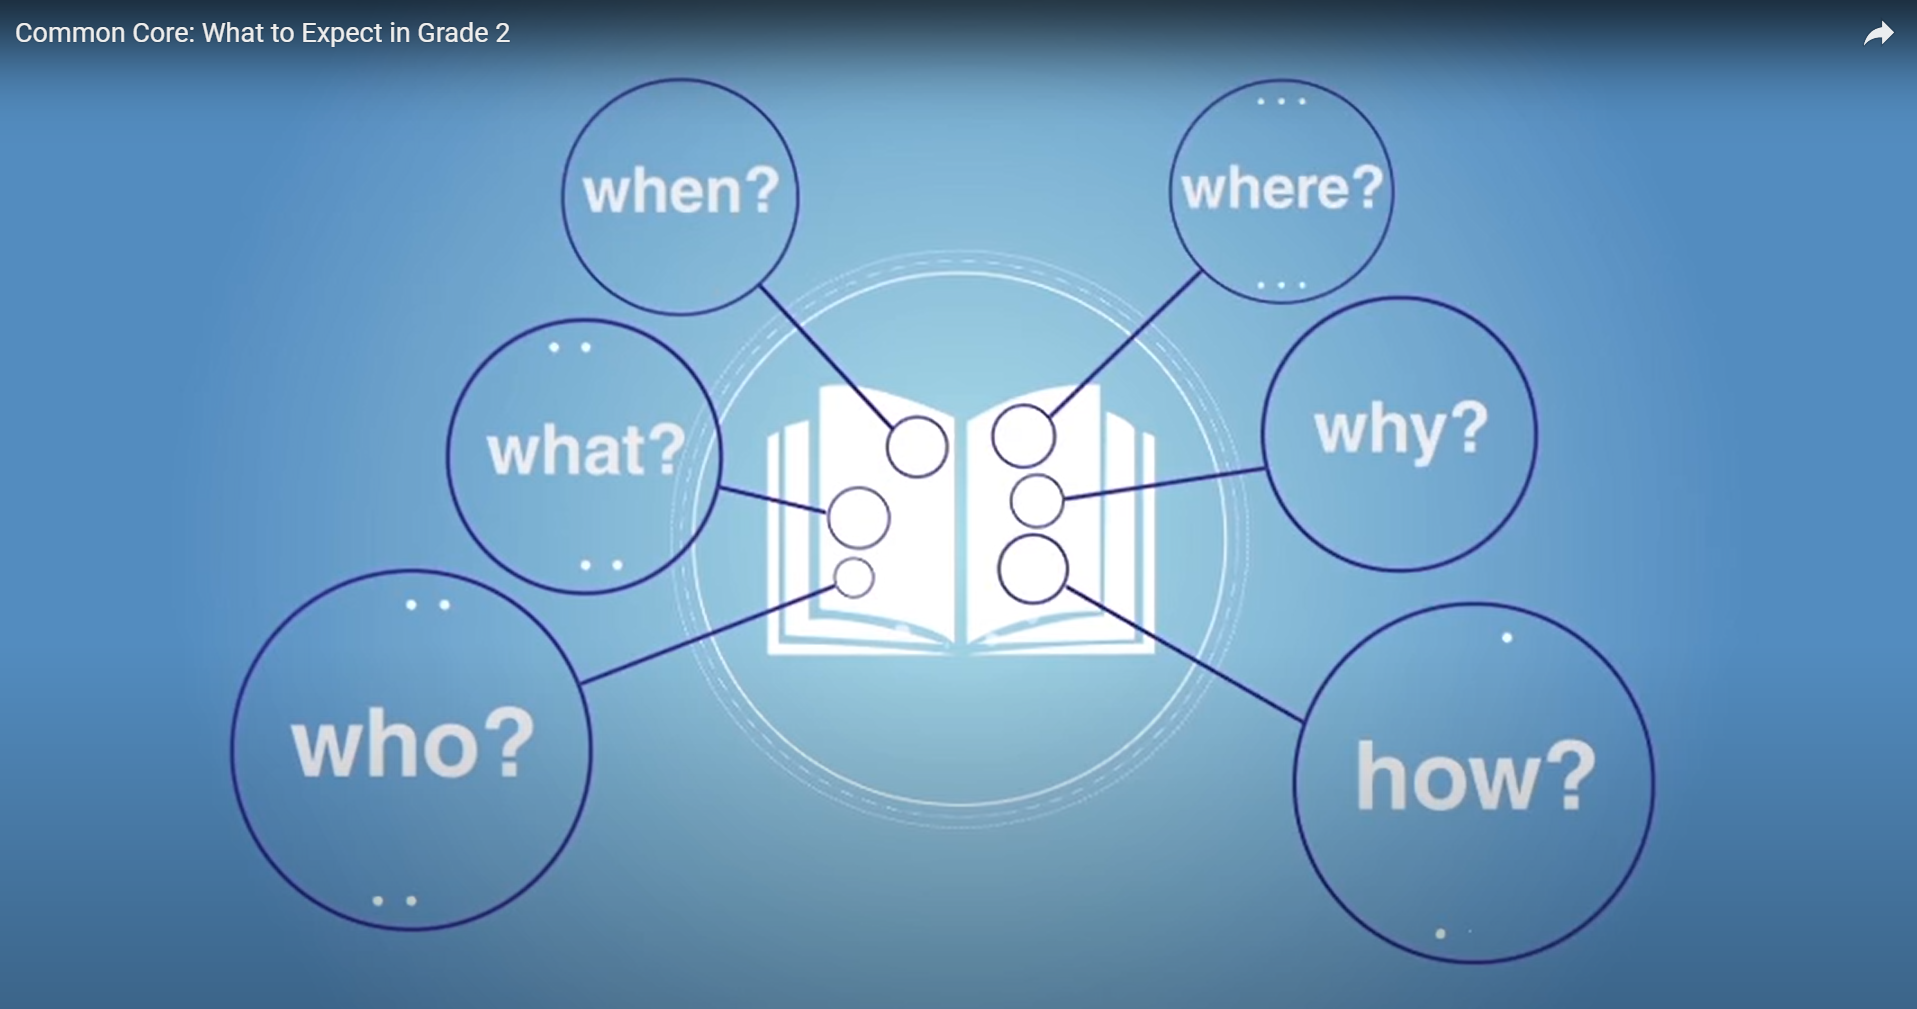 Common Core: What to Expect in Grade 2
when?
where?
what?
why?
who?
how?